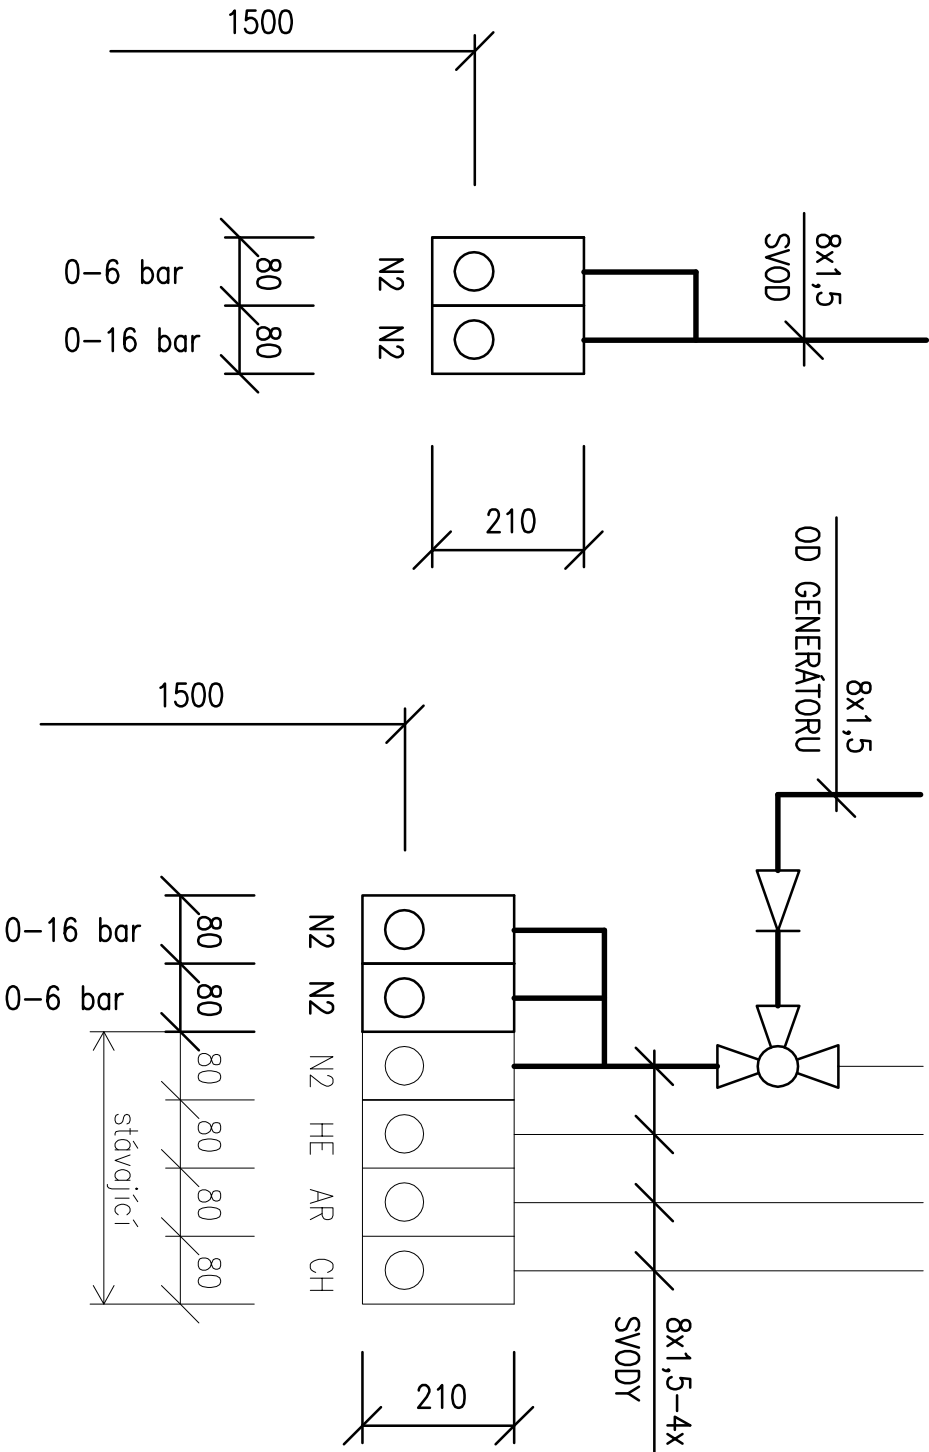 1500
8x1,5
SVOD
0-6 bar
80
N2
0-16 bar
80
N2
210
OD GENERÁTORU
8x1,5
1500
0-16 bar
80
N2
0-6 bar
80
N2
80
N2
80
HE
80
AR
80
CH
stávající
8x1,5-4x
SVODY
210